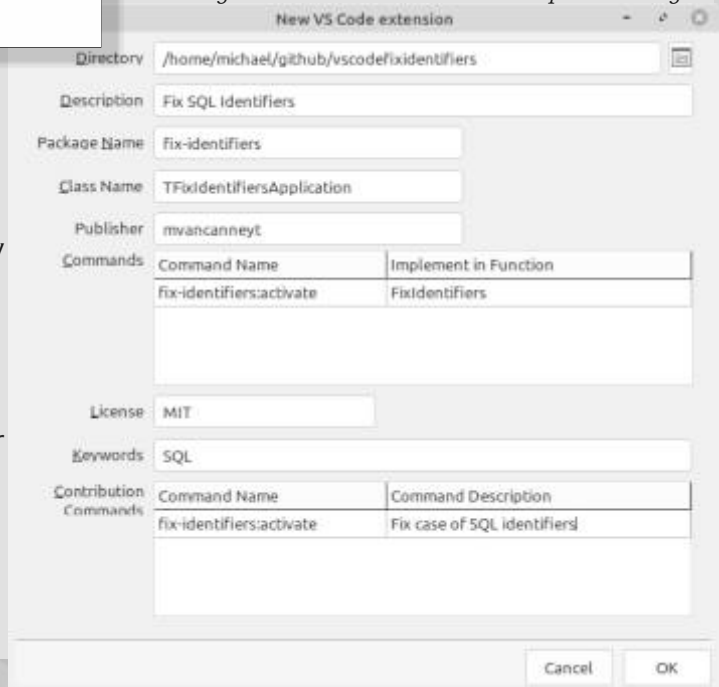 New VS Code extension
Directory /home/michael/github/vscodefixidentifiers
Description Fix SQL Identifiers
Package Name fix-identifiers
Class Name TFixIdentifiersApplication
Publisher mvancanneyt
Commands Command Name Implement in Function
fix-identifiers:activate FixIdentifiers
License MIT
Keywords SQL
Contribution Commands Command Name Command Description
fix-identifiers:activate Fix case of SQL identifiers
Cancel OK